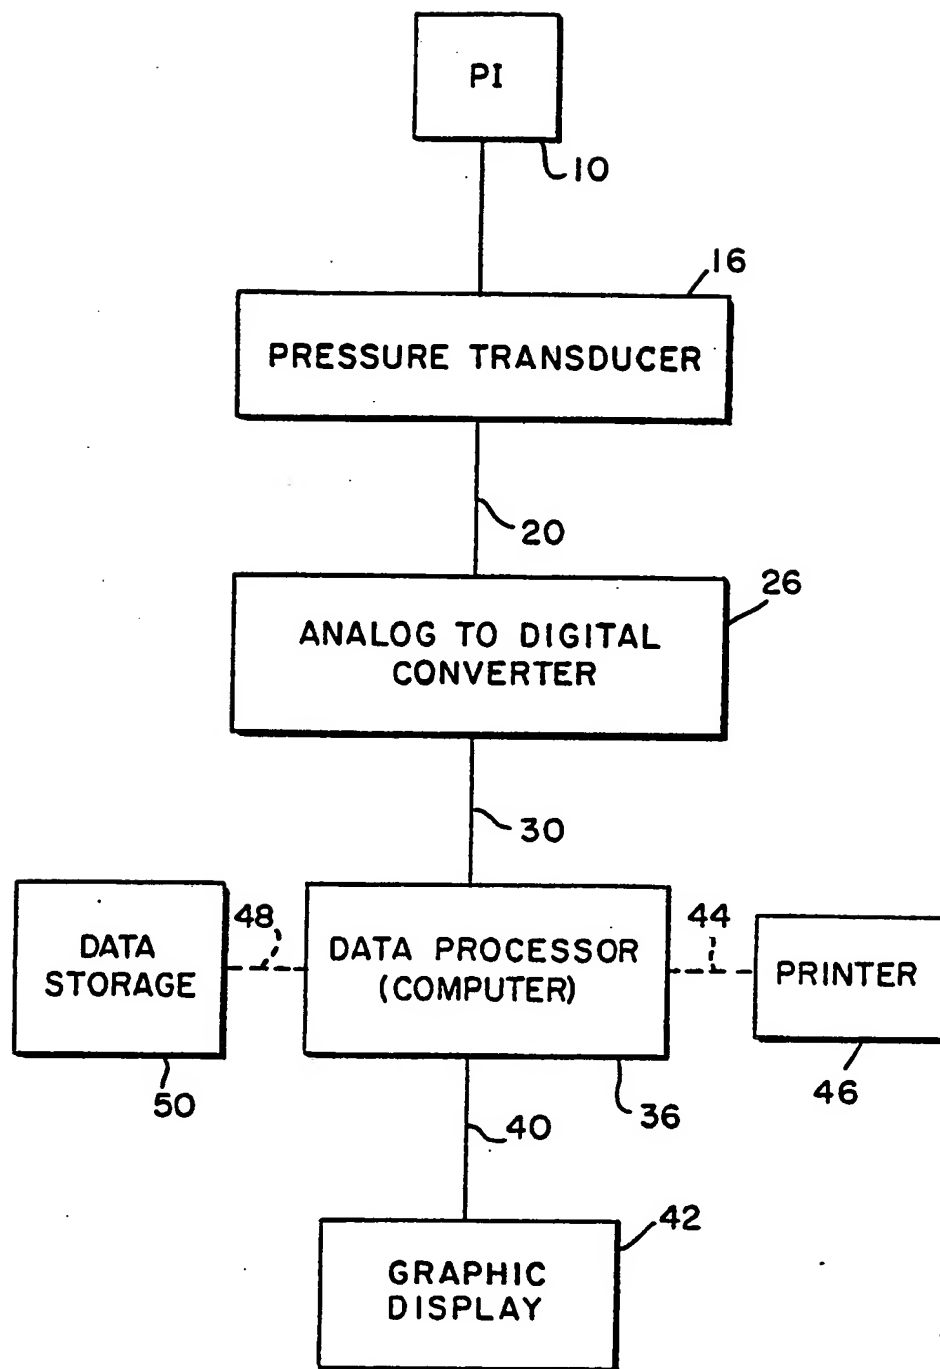 PI
10
16
PRESSURE TRANSDUCER
20
26
ANALOG TO DIGITAL
CONVERTER
30
48
44
DATA
STORAGE
DATA PROCESSOR
(COMPUTER)
PRINTER
50
36
46
40
42
GRAPHIC
DISPLAY